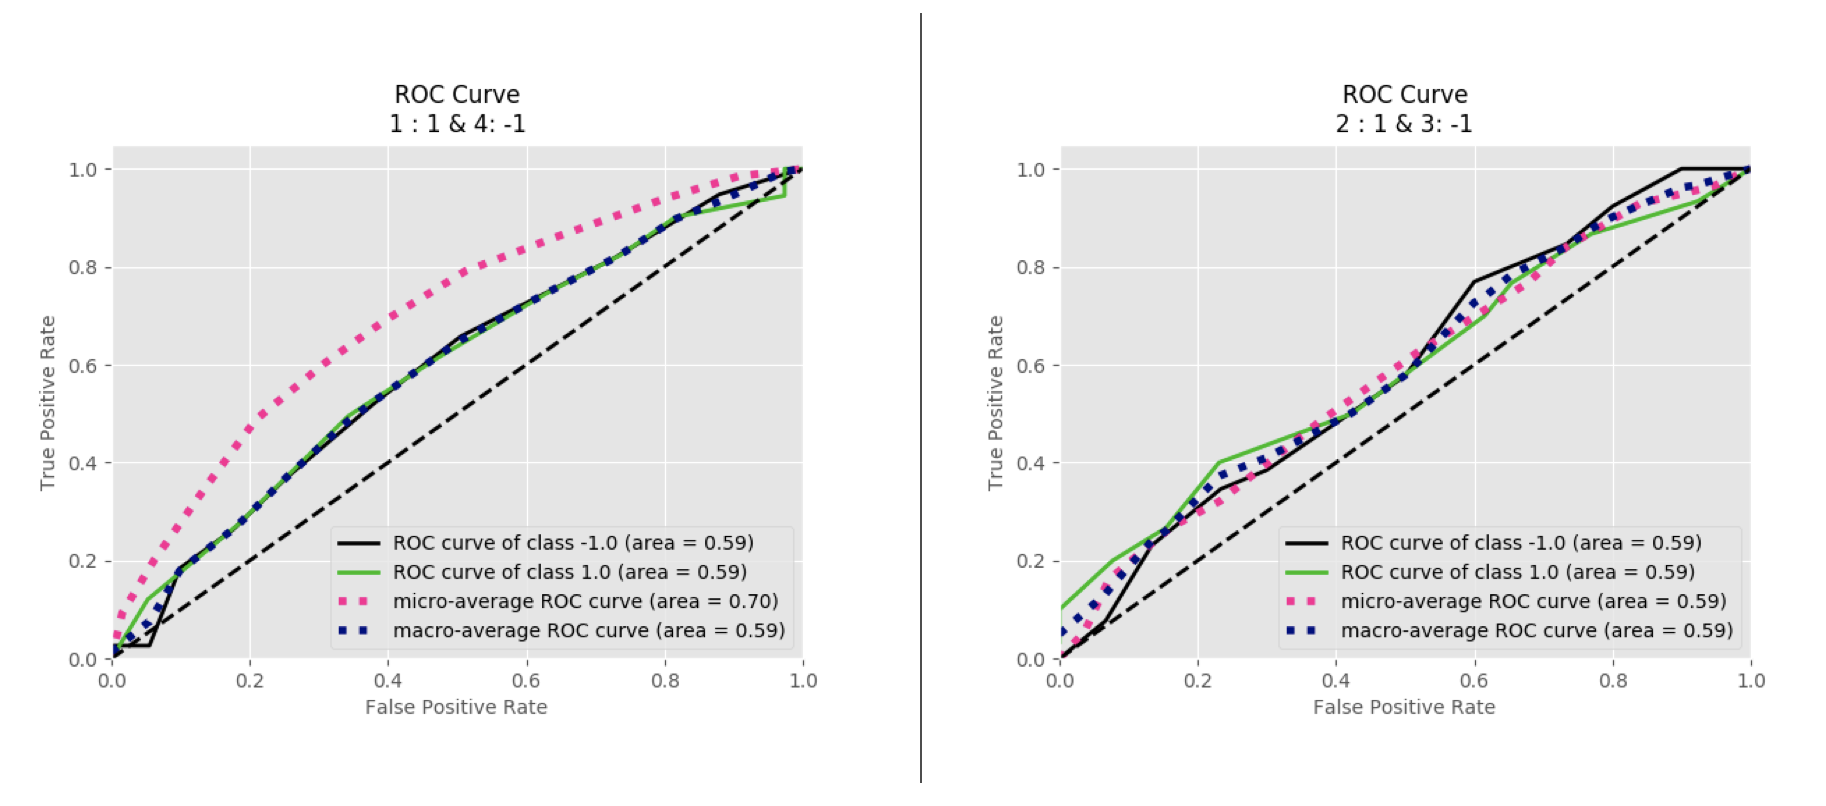 ROC Curve
1 : 1 & 4: -1
True Positive Rate
1.0
0.8
0.6
0.4
0.2
0.0
ROC curve of class -1.0 (area = 0.59)
ROC curve of class 1.0 (area = 0.59)
micro-average ROC curve (area = 0.70)
macro-average ROC curve (area = 0.59)
0.0 0.2 0.4 0.6 0.8 1.0
False Positive Rate
ROC Curve
2 : 1 & 3: -1
True Positive Rate
1.0
0.8
0.6
0.4
0.2
0.0
ROC curve of class -1.0 (area = 0.59)
ROC curve of class 1.0 (area = 0.59)
micro-average ROC curve (area = 0.59)
macro-average ROC curve (area = 0.59)
0.0 0.2 0.4 0.6 0.8 1.0
False Positive Rate